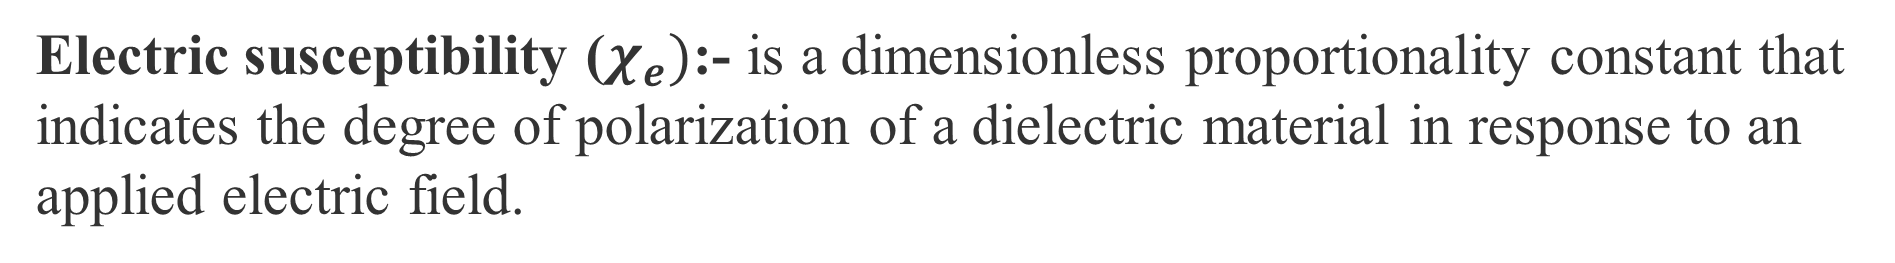 Electric susceptibility (χₑ):- is a dimensionless proportionality constant that
indicates the degree of polarization of a dielectric material in response to an
applied electric field.